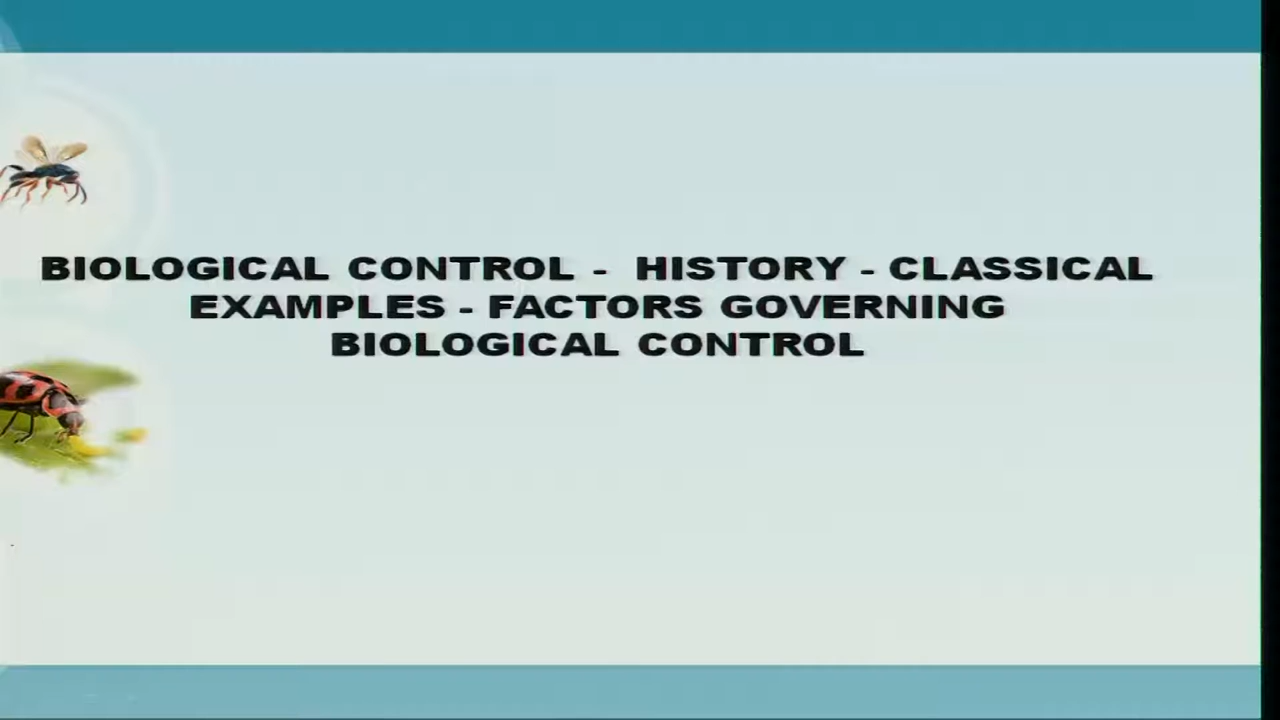 BIOLOGICAL CONTROL - HISTORY - CLASSICAL
EXAMPLES - FACTORS GOVERNING
BIOLOGICAL CONTROL